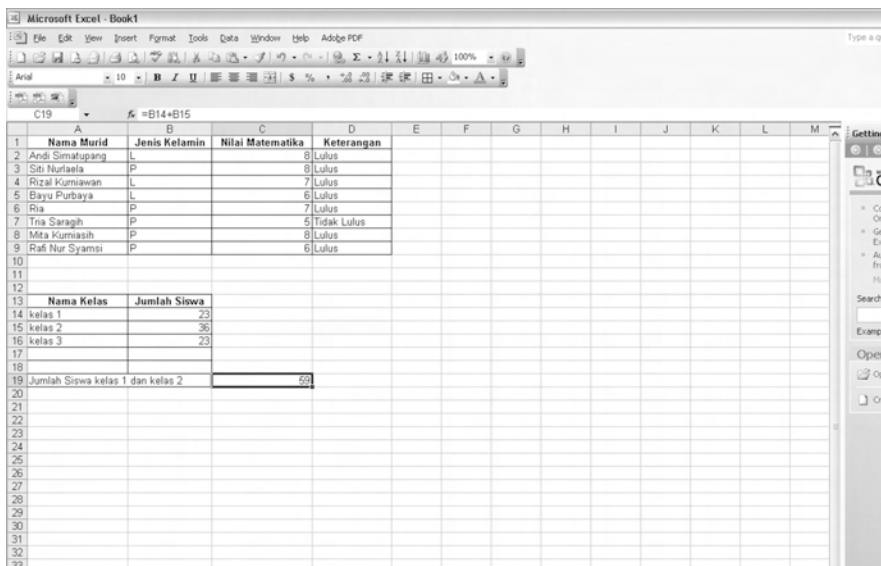 Microsoft Excel - Book1
File Edit View Insert Format Tools Data Window Help Adobe PDF
Type a q
100%
Arial 10 B I U $ % ,
C19 fx =B14+B15
A B C D E F G H I J K L M
Gettin
1 Nama Murid Jenis Kelamin Nilai Matematika Keterangan
2 Andi Simatupang L 8 Lulus
3 Siti Nurlaela P 8 Lulus
4 Rizal Kurniawan L 7 Lulus
5 Bayu Purbaya L 6 Lulus
6 Ria P 7 Lulus
7 Tria Saragih P 5 Tidak Lulus
8 Mita Kurniasih P 8 Lulus
9 Rafi Nur Syamsi P 6 Lulus
10
11
12
13 Nama Kelas Jumlah Siswa
14 kelas 1 23
15 kelas 2 36
16 kelas 3 23
17
18
19 Jumlah Siswa kelas 1 dan kelas 2 59
20
21
22
23
24
25
26
27
28
29
30
31
32
33
Search
Examp
Oper